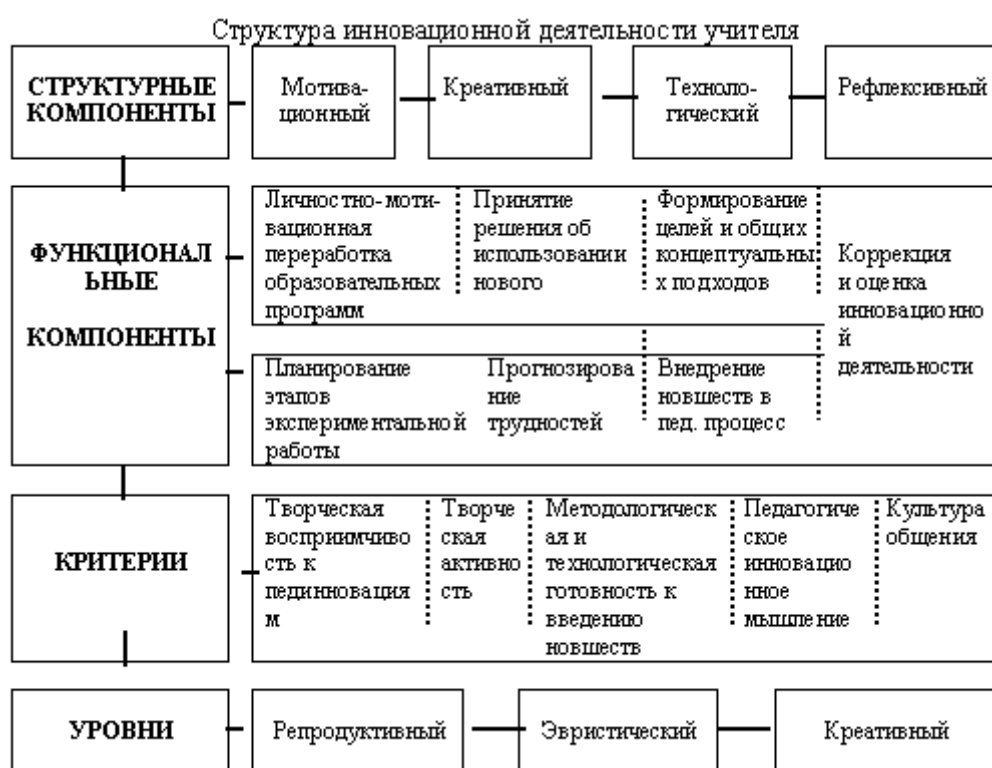 Структура инновационной деятельности учителя
СТРУКТУРНЫЕ
КОМПОНЕНТЫ
Мотива-
ционный
Креативный
Техноло-
гический
Рефлексивный
ФУНКЦИОНАЛ
ЬНЫЕ
КОМПОНЕНТЫ
Личностно-моти-
вационная
переработка
образовательных
программ
Принятие
решения об
использовании
нового
Формирование
целей и общих
концептуальны
х подходов
Коррекция
и оценка
инновационно
й
деятельности
Планирование
этапов
экспериментальной
работы
Прогнозирова
ние
трудностей
Внедрение
новшеств в
пед. процесс
КРИТЕРИИ
Творческая
восприимчиво
сть к
пединновация
м
Творче
ская
активно
сть
Методологическ
ая и
технологическая
готовность к
введению
новшеств
Педагогиче
ское
инновацио
нное
мышление
Культура
общения
УРОВНИ
Репродуктивный
Эвристический
Креативный